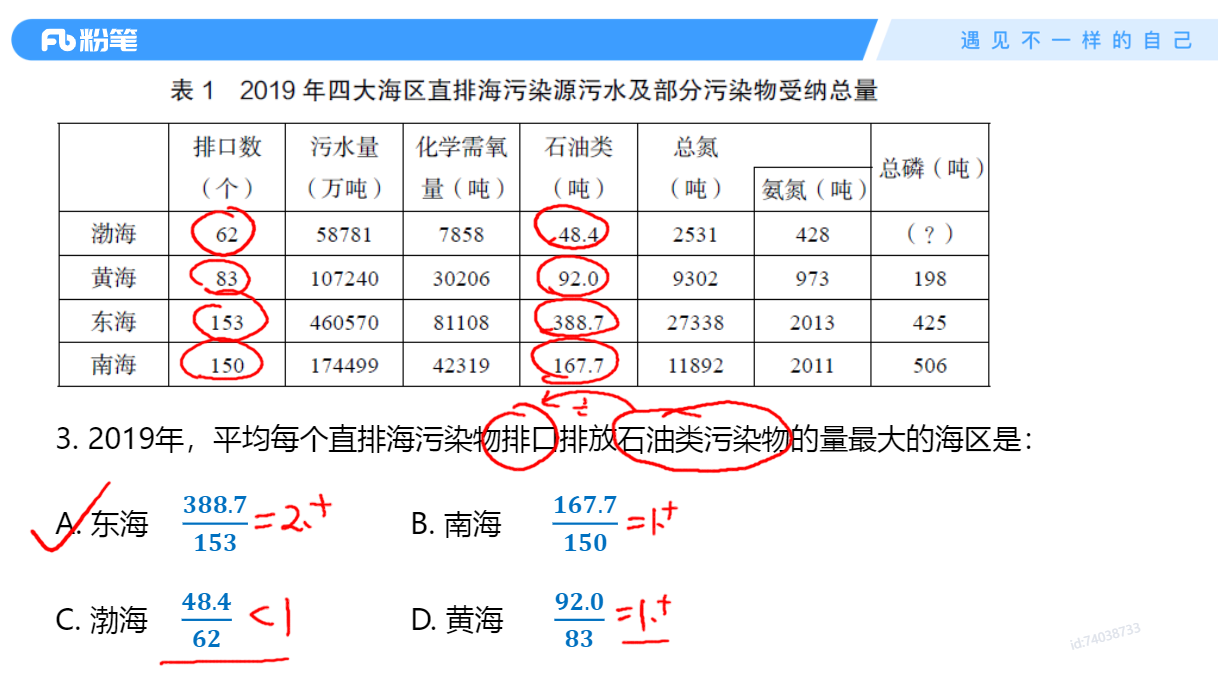 粉笔
遇见不一样的自己
表 1 2019 年四大海区直排海污染源污水及部分污染物受纳总量
排口数（个） 污水量（万吨） 化学需氧量（吨） 石油类（吨） 总氮（吨） 氨氮（吨） 总磷（吨）
渤海 62 58781 7858 48.4 2531 428 （?）
黄海 83 107240 30206 92.0 9302 973 198
东海 153 460570 81108 388.7 27338 2013 425
南海 150 174499 42319 167.7 11892 2011 506
3. 2019年，平均每个直排海污染物排口排放石油类污染物的量最大的海区是：
A. 东海 388.7/153 =2.+ B. 南海 167.7/150 =1.+
C. 渤海 48.4/62 <1 D. 黄海 92.0/83 =1.+
id:74038733